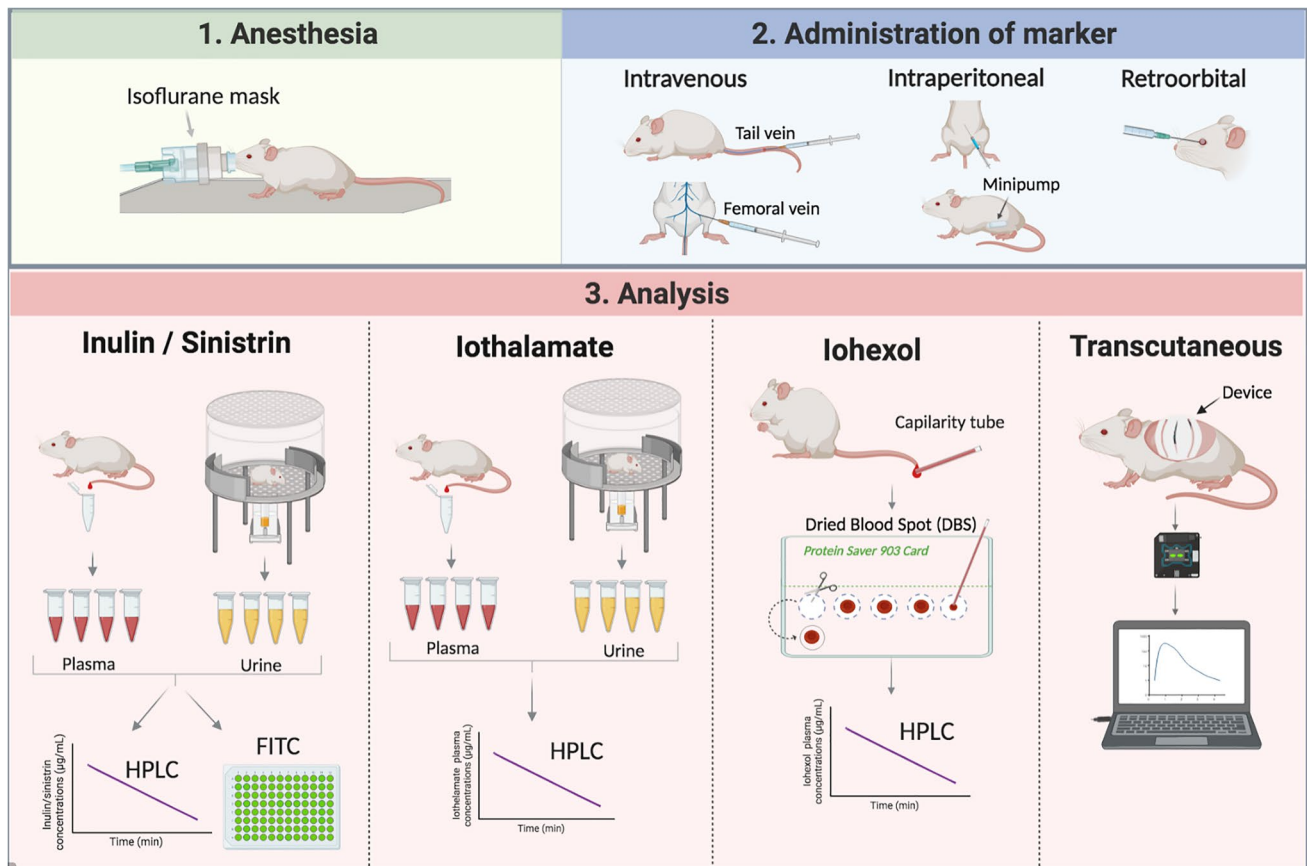 1. Anesthesia
Isoflurane mask
2. Administration of marker
Intravenous
Tail vein
Femoral vein
Intraperitoneal
Minipump
Retroorbital
3. Analysis
Inulin / Sinistrin
Plasma
Urine
HPLC
Inulin/sinistrin
concentrations (µg/mL)
Time (min)
FITC
Iothalamate
Plasma
Urine
HPLC
Iothelamate plasma
concentrations (µg/mL)
Time (min)
Iohexol
Capilarity tube
Dried Blood Spot (DBS)
Protein Saver 903 Card
HPLC
Iohexol plasma
concentrations (µg/mL)
Time (min)
Transcutaneous
Device